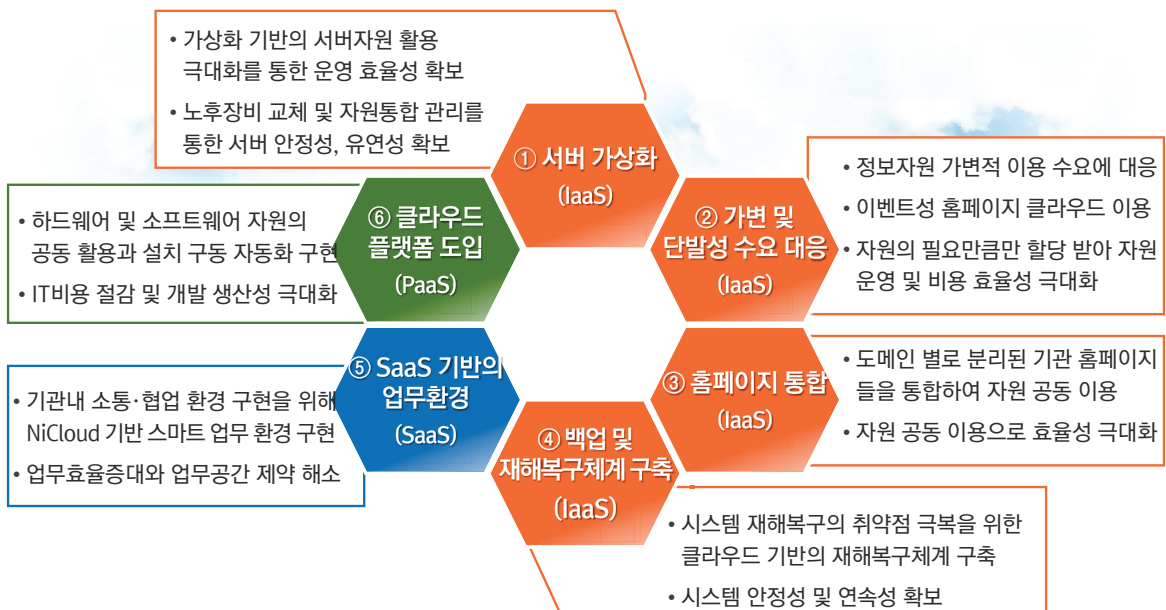 • 가상화 기반의 서버자원 활용
극대화를 통한 운영 효율성 확보
• 노후장비 교체 및 자원통합 관리를
통한 서버 안정성, 유연성 확보
① 서버 가상화
(IaaS)
② 가변 및
단발성 수요 대응
(IaaS)
• 정보자원 가변적 이용 수요에 대응
• 이벤트성 홈페이지 클라우드 이용
• 자원의 필요만큼만 할당 받아 자원
운영 및 비용 효율성 극대화
③ 홈페이지 통합
(IaaS)
• 도메인 별로 분리된 기관 홈페이지
들을 통합하여 자원 공동 이용
• 자원 공동 이용으로 효율성 극대화
④ 백업 및
재해복구체계 구축
(IaaS)
• 시스템 재해복구의 취약점 극복을 위한
클라우드 기반의 재해복구체계 구축
• 시스템 안정성 및 연속성 확보
⑤ SaaS 기반의
업무환경
(SaaS)
• 기관내 소통·협업 환경 구현을 위해
NiCloud 기반 스마트 업무 환경 구현
• 업무효율증대와 업무공간 제약 해소
⑥ 클라우드
플랫폼 도입
(PaaS)
• 하드웨어 및 소프트웨어 자원의
공동 활용과 설치 구동 자동화 구현
• IT비용 절감 및 개발 생산성 극대화